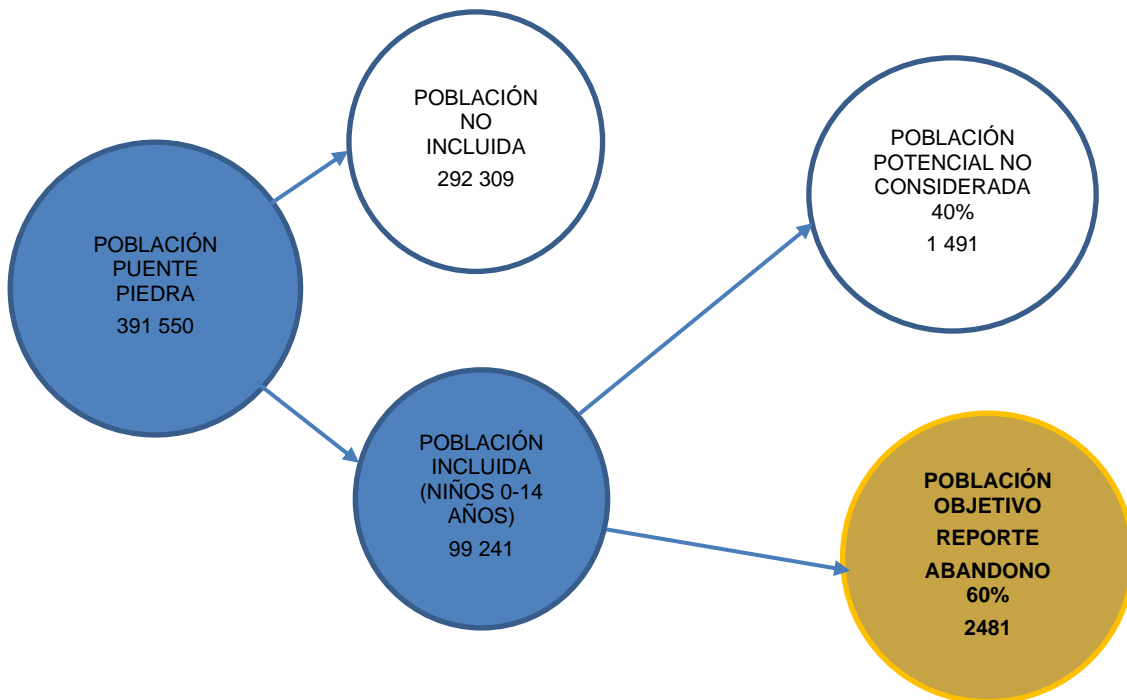 POBLACIÓN
NO
INCLUIDA
292 309
POBLACIÓN
POTENCIAL NO
CONSIDERADA
40%
1 491
POBLACIÓN
PUENTE
PIEDRA
391 550
POBLACIÓN
INCLUIDA
(NIÑOS 0-14
AÑOS)
99 241
POBLACIÓN
OBJETIVO
REPORTE
ABANDONO
60%
2481